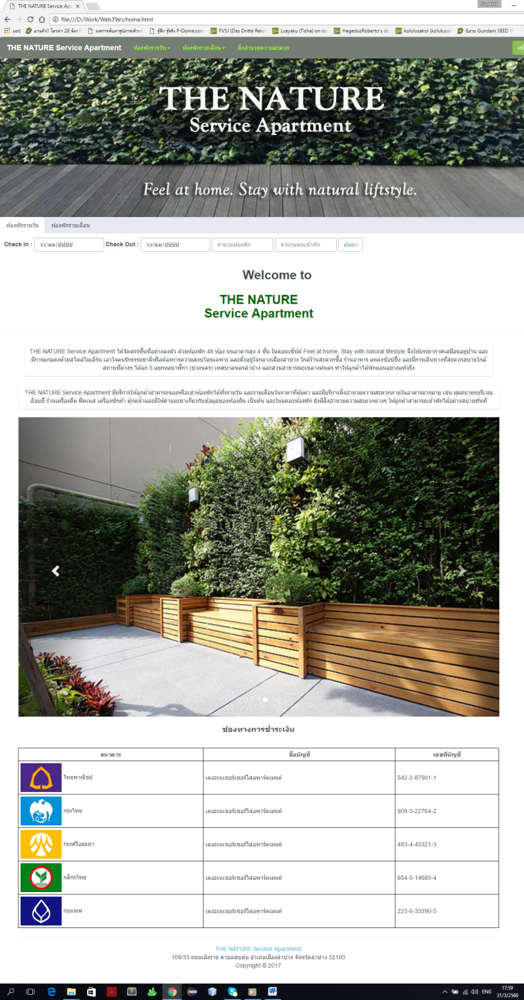 THE NATURE Service Apa
Supasak
file:///D:/Work/Web3วิชา/home.html
แอป มาแล้ว!! โควตา 28 จังหวั ผลการค้นหารูปภาพสำหรั รู้ลึก รู้จริง P-Dome.com FVSJ (Das Dritte Reich Lsayaku (Tisha) on de HegedusRoberto's de kolulusakol (kolulusak นิยาย Gundam SEED
THE NATURE Service Apartment ห้องพักรายวัน ห้องพักรายเดือน สิ่งอำนวยความสะดวก เข้
THE NATURE
Service Apartment
Feel at home. Stay with natural liftstyle.
ห้องพักรายวัน ห้องพักรายเดือน
Check In : วว/ดด/ปปปป Check Out : วว/ดด/ปปปป จำนวนห้องพัก จำนวนคนเข้าพัก ค้นหา
Welcome to
THE NATURE
Service Apartment
THE NATURE Service Apartment ได้จัดสรรพื้นที่อย่างลงตัว ด้วยห้องพัก 48 ห้อง บนอาคารสูง 4 ชั้น ในคอนเซ็ปต์ Feel at home, Stay with natural lifestyle จึงให้บรรยากาศเสมือนอยู่บ้าน และ
มีการตกแต่งด้วยสไตล์โมเดิร์น เอาใจคนรักธรรมชาติหรือต้องการความสงบโดยเฉพาะ และตั้งอยู่ใจกลางเมืองลำปาง ใกล้ร้านสะดวกซื้อ ร้านอาหาร แหล่งช้อปปิ้ง และมีการเดินทางที่สะดวกสบายใกล้
สถานที่ต่างๆ ได้แก่ 5 แยกหอนาฬิกา (ช่วงนคร) เทศบาลนครลำปาง และสวนสาธารณะเขลางค์นคร ทำให้ลูกค้าได้พักผ่อนอย่างแท้จริง
THE NATURE Service Apartment มีบริการให้ลูกค้าสามารถจองหรือเช่าห้องพักได้ทั้งรายวัน และรายเดือนในราคาที่คุ้มค่า และมีบริการสิ่งอำนวยความสะดวกภายในอาคารมากมาย เช่น มุมสบายๆบริเวณ
ล็อบบี้ ร้านเครื่องดื่ม ฟิตเนส เครื่องซักผ้า ตู้กดน้ำและมีให้คำแนะนำเกี่ยวกับข้อมูลของท้องถิ่น เป็นต้น และในแต่ละห้องพัก ยังมีสิ่งอำนวยความสะดวกต่างๆ ให้ลูกค้าสามารถเข้าพักได้อย่างสบายทันที
ช่องทางการชำระเงิน
ธนาคาร ชื่อบัญชี เลขที่บัญชี
ไทยพาณิชย์ เดอะเนเชอร์เซอร์วิสอพาร์ตเมนต์ 542-2-87901-1
กรุงไทย เดอะเนเชอร์เซอร์วิสอพาร์ตเมนต์ 909-3-22764-2
กรุงศรีอยุธยา เดอะเนเชอร์เซอร์วิสอพาร์ตเมนต์ 483-4-45321-3
กสิกรไทย เดอะเนเชอร์เซอร์วิสอพาร์ตเมนต์ 654-5-14685-4
กรุงเทพ เดอะเนเชอร์เซอร์วิสอพาร์ตเมนต์ 223-6-33390-5
THE NATURE Service Apartment
109/33 ถนนเม็งราย ตำบลสบตุ๋ย อำเภอเมืองลำปาง จังหวัดลำปาง 52100
Copyright © 2017
ENG 17:59
31/3/2560